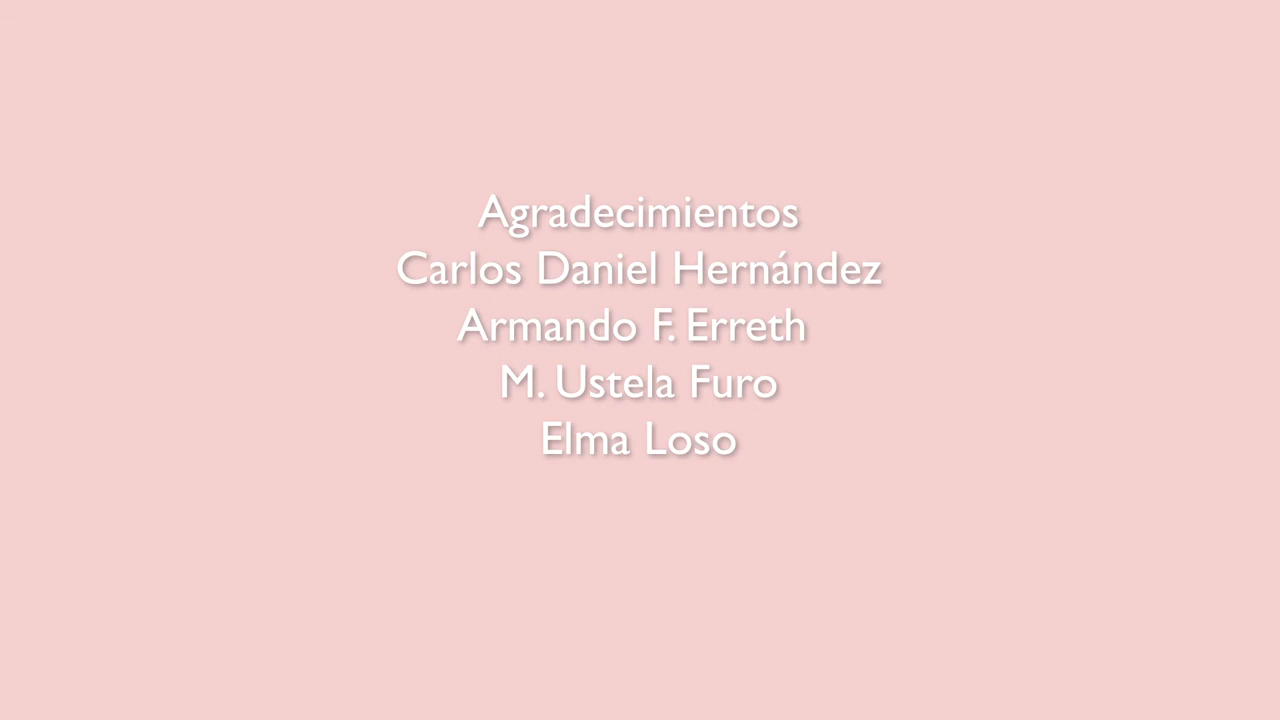 Agradecimientos
Carlos Daniel Hernández
Armando F. Erreth
M. Ustela Furo
Elma Loso